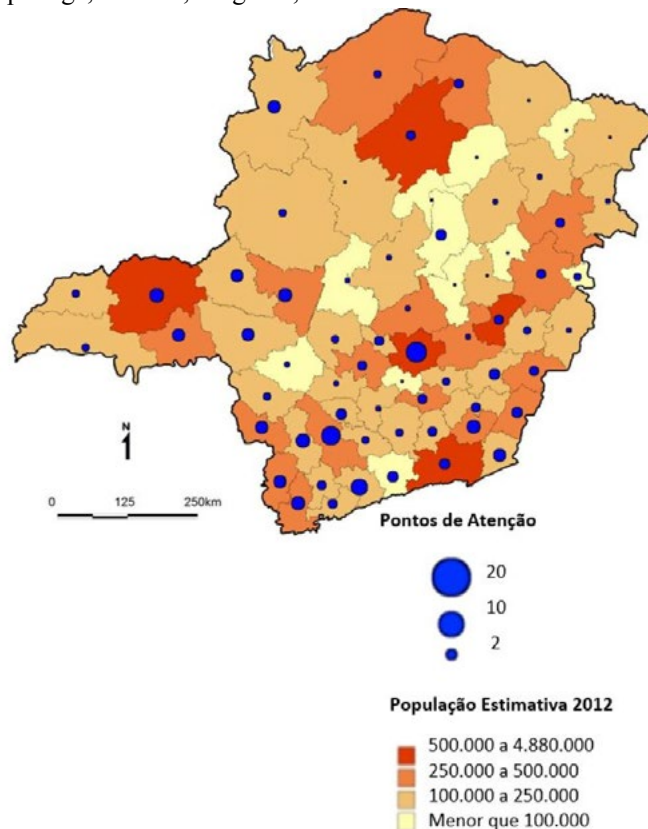 N
0 125 250km
Pontos de Atenção
20
10
2
População Estimativa 2012
500.000 a 4.880.000
250.000 a 500.000
100.000 a 250.000
Menor que 100.000